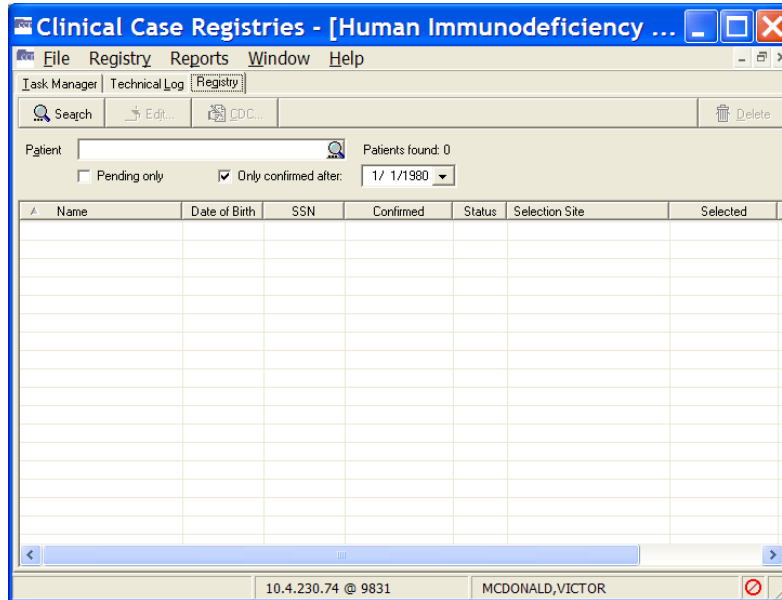 Clinical Case Registries - [Human Immunodeficiency ...
File Registry Reports Window Help
Task Manager Technical Log Registry
Search Edit... CDC... Delete
Patient Patients found: 0
Pending only Only confirmed after: 1/ 1/1980
Name Date of Birth SSN Confirmed Status Selection Site Selected
10.4.230.74 @ 9831 MCDONALD,VICTOR